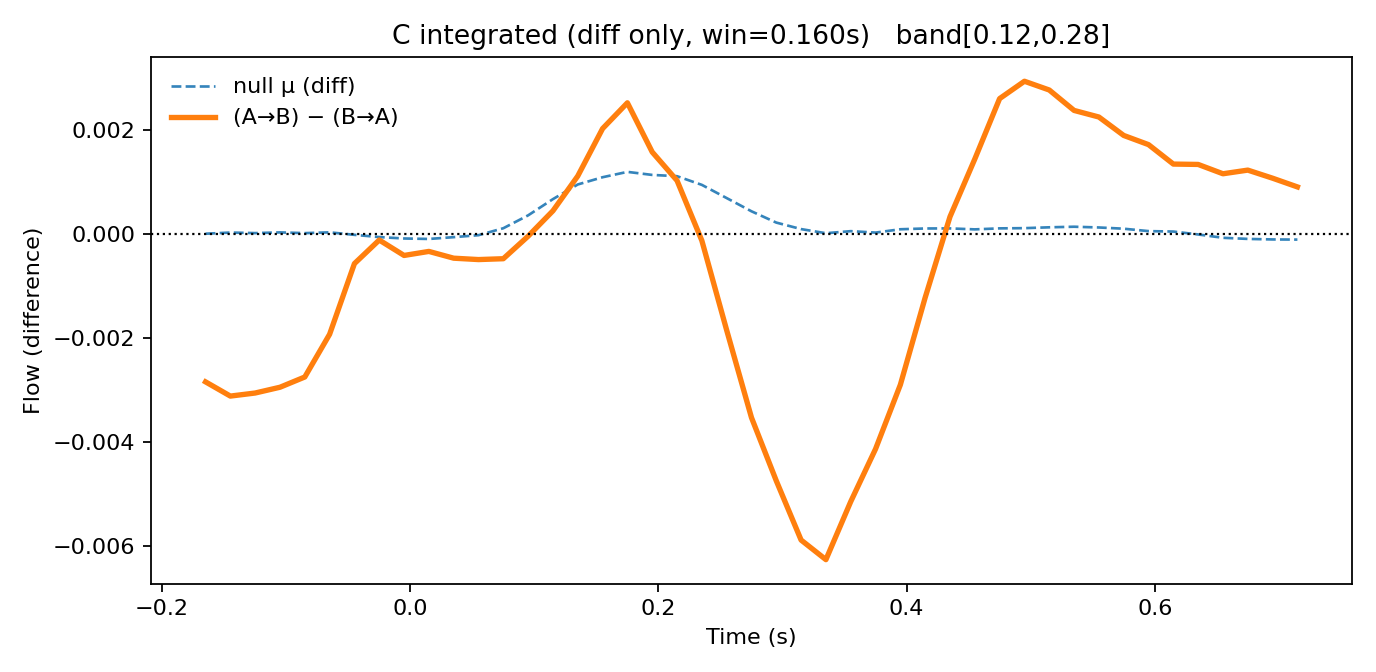 C integrated (diff only, win=0.160s)   band[0.12,0.28]
null μ (diff)
(A→B) − (B→A)
0.002
0.000
−0.002
−0.004
−0.006
Flow (difference)
−0.2
0.0
0.2
0.4
0.6
Time (s)